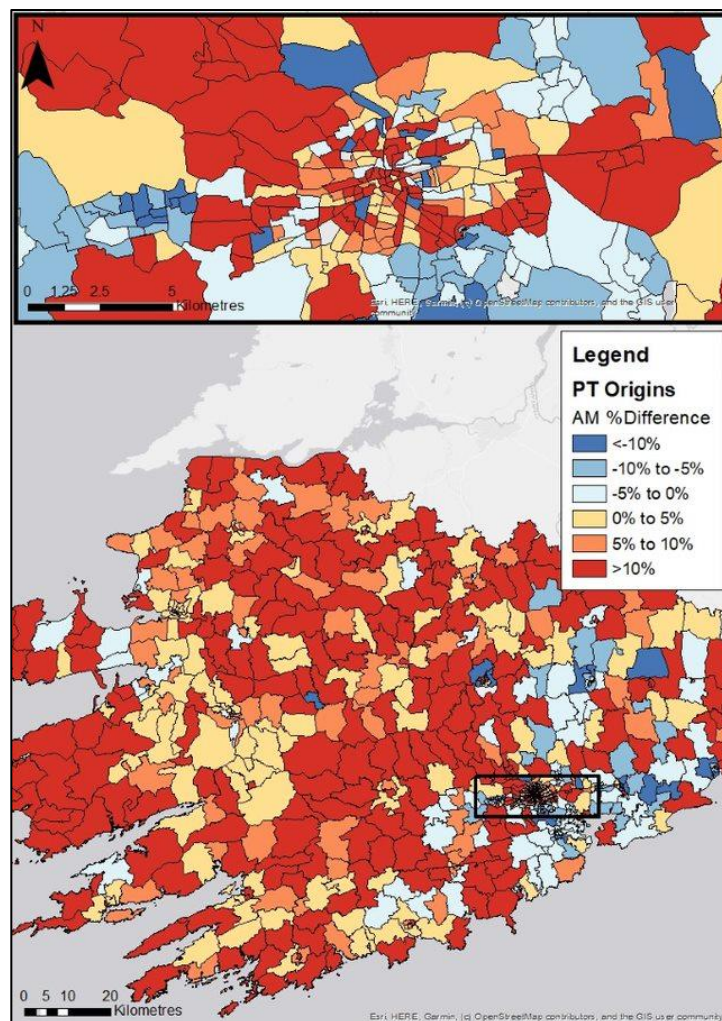 N
0 1.25 2.5 5
Kilometres
Esri, HERE, Garmin, (c) OpenStreetMap contributors, and the GIS user
community
Legend
PT Origins
AM %Difference
<-10%
-10% to -5%
-5% to 0%
0% to 5%
5% to 10%
>10%
0 5 10 20
Kilometres
Esri, HERE, Garmin, (c) OpenStreetMap contributors, and the GIS user